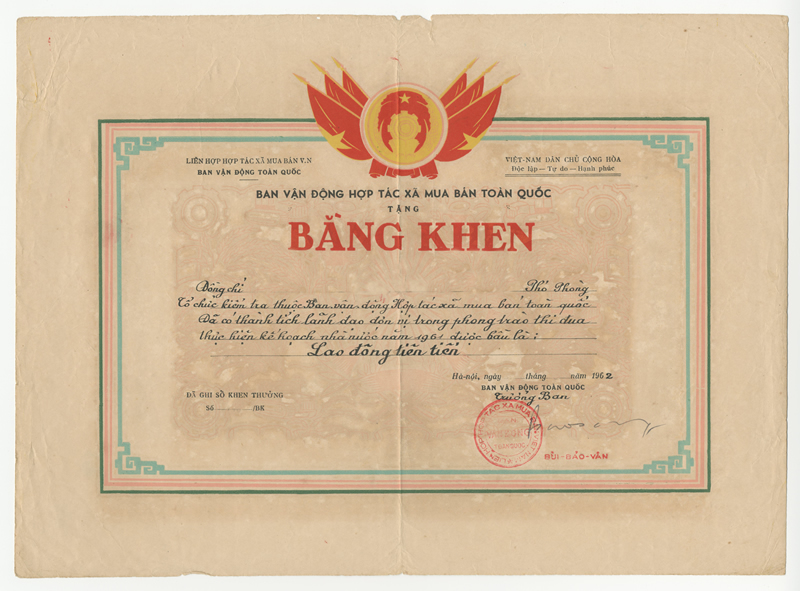 LIÊN HỢP HỢP TÁC XÃ MUA BÁN V.N
BAN VẬN ĐỘNG TOÀN QUỐC
VIỆT-NAM DÂN CHỦ CỘNG HÒA
Độc lập — Tự do — Hạnh phúc
BAN VẬN ĐỘNG HỢP TÁC XÃ MUA BÁN TOÀN QUỐC
TẶNG
BẰNG KHEN
Đồng chí Phó Phòng
Tổ chức kiểm tra thuộc Ban vận động Hợp tác xã mua bán toàn quốc
Đã có thành tích lãnh đạo đơn vị trong phong trào thi đua
thực hiện kế hoạch nhà nước năm 1961 được bầu là :
Lao động tiên tiến
Hà-nội, ngày tháng năm 1962
BAN VẬN ĐỘNG TOÀN QUỐC
Trưởng Ban
ĐÃ GHI SỔ KHEN THƯỞNG
Số /BK
BÙI-BẢO-VÂN